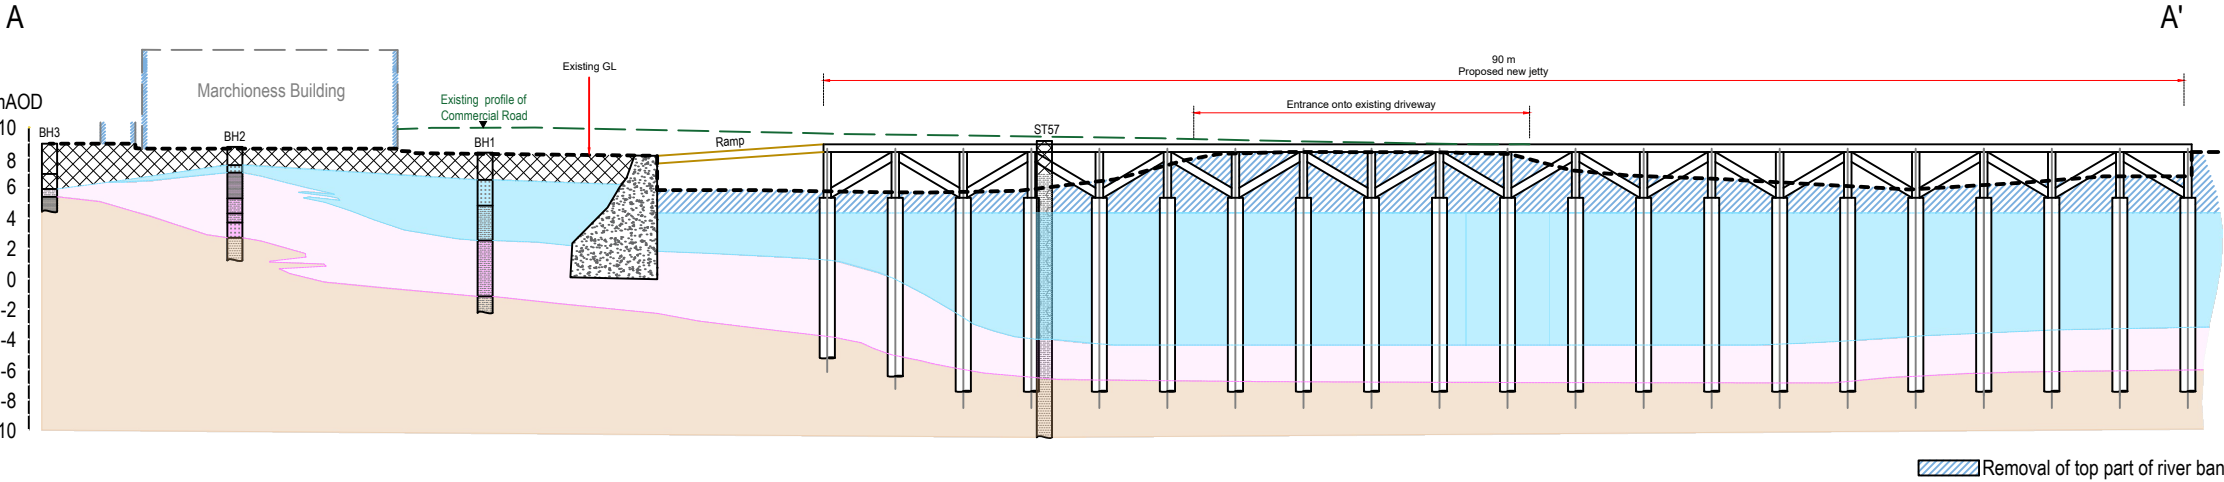 A
A'
90 m
Proposed new jetty
Existing GL
Marchioness Building
Existing profile of
Commercial Road
Entrance onto existing driveway
mAOD
10
8
6
4
2
0
-2
-4
-6
-8
10
BH3
BH2
BH1
Ramp
ST57
Removal of top part of river ban